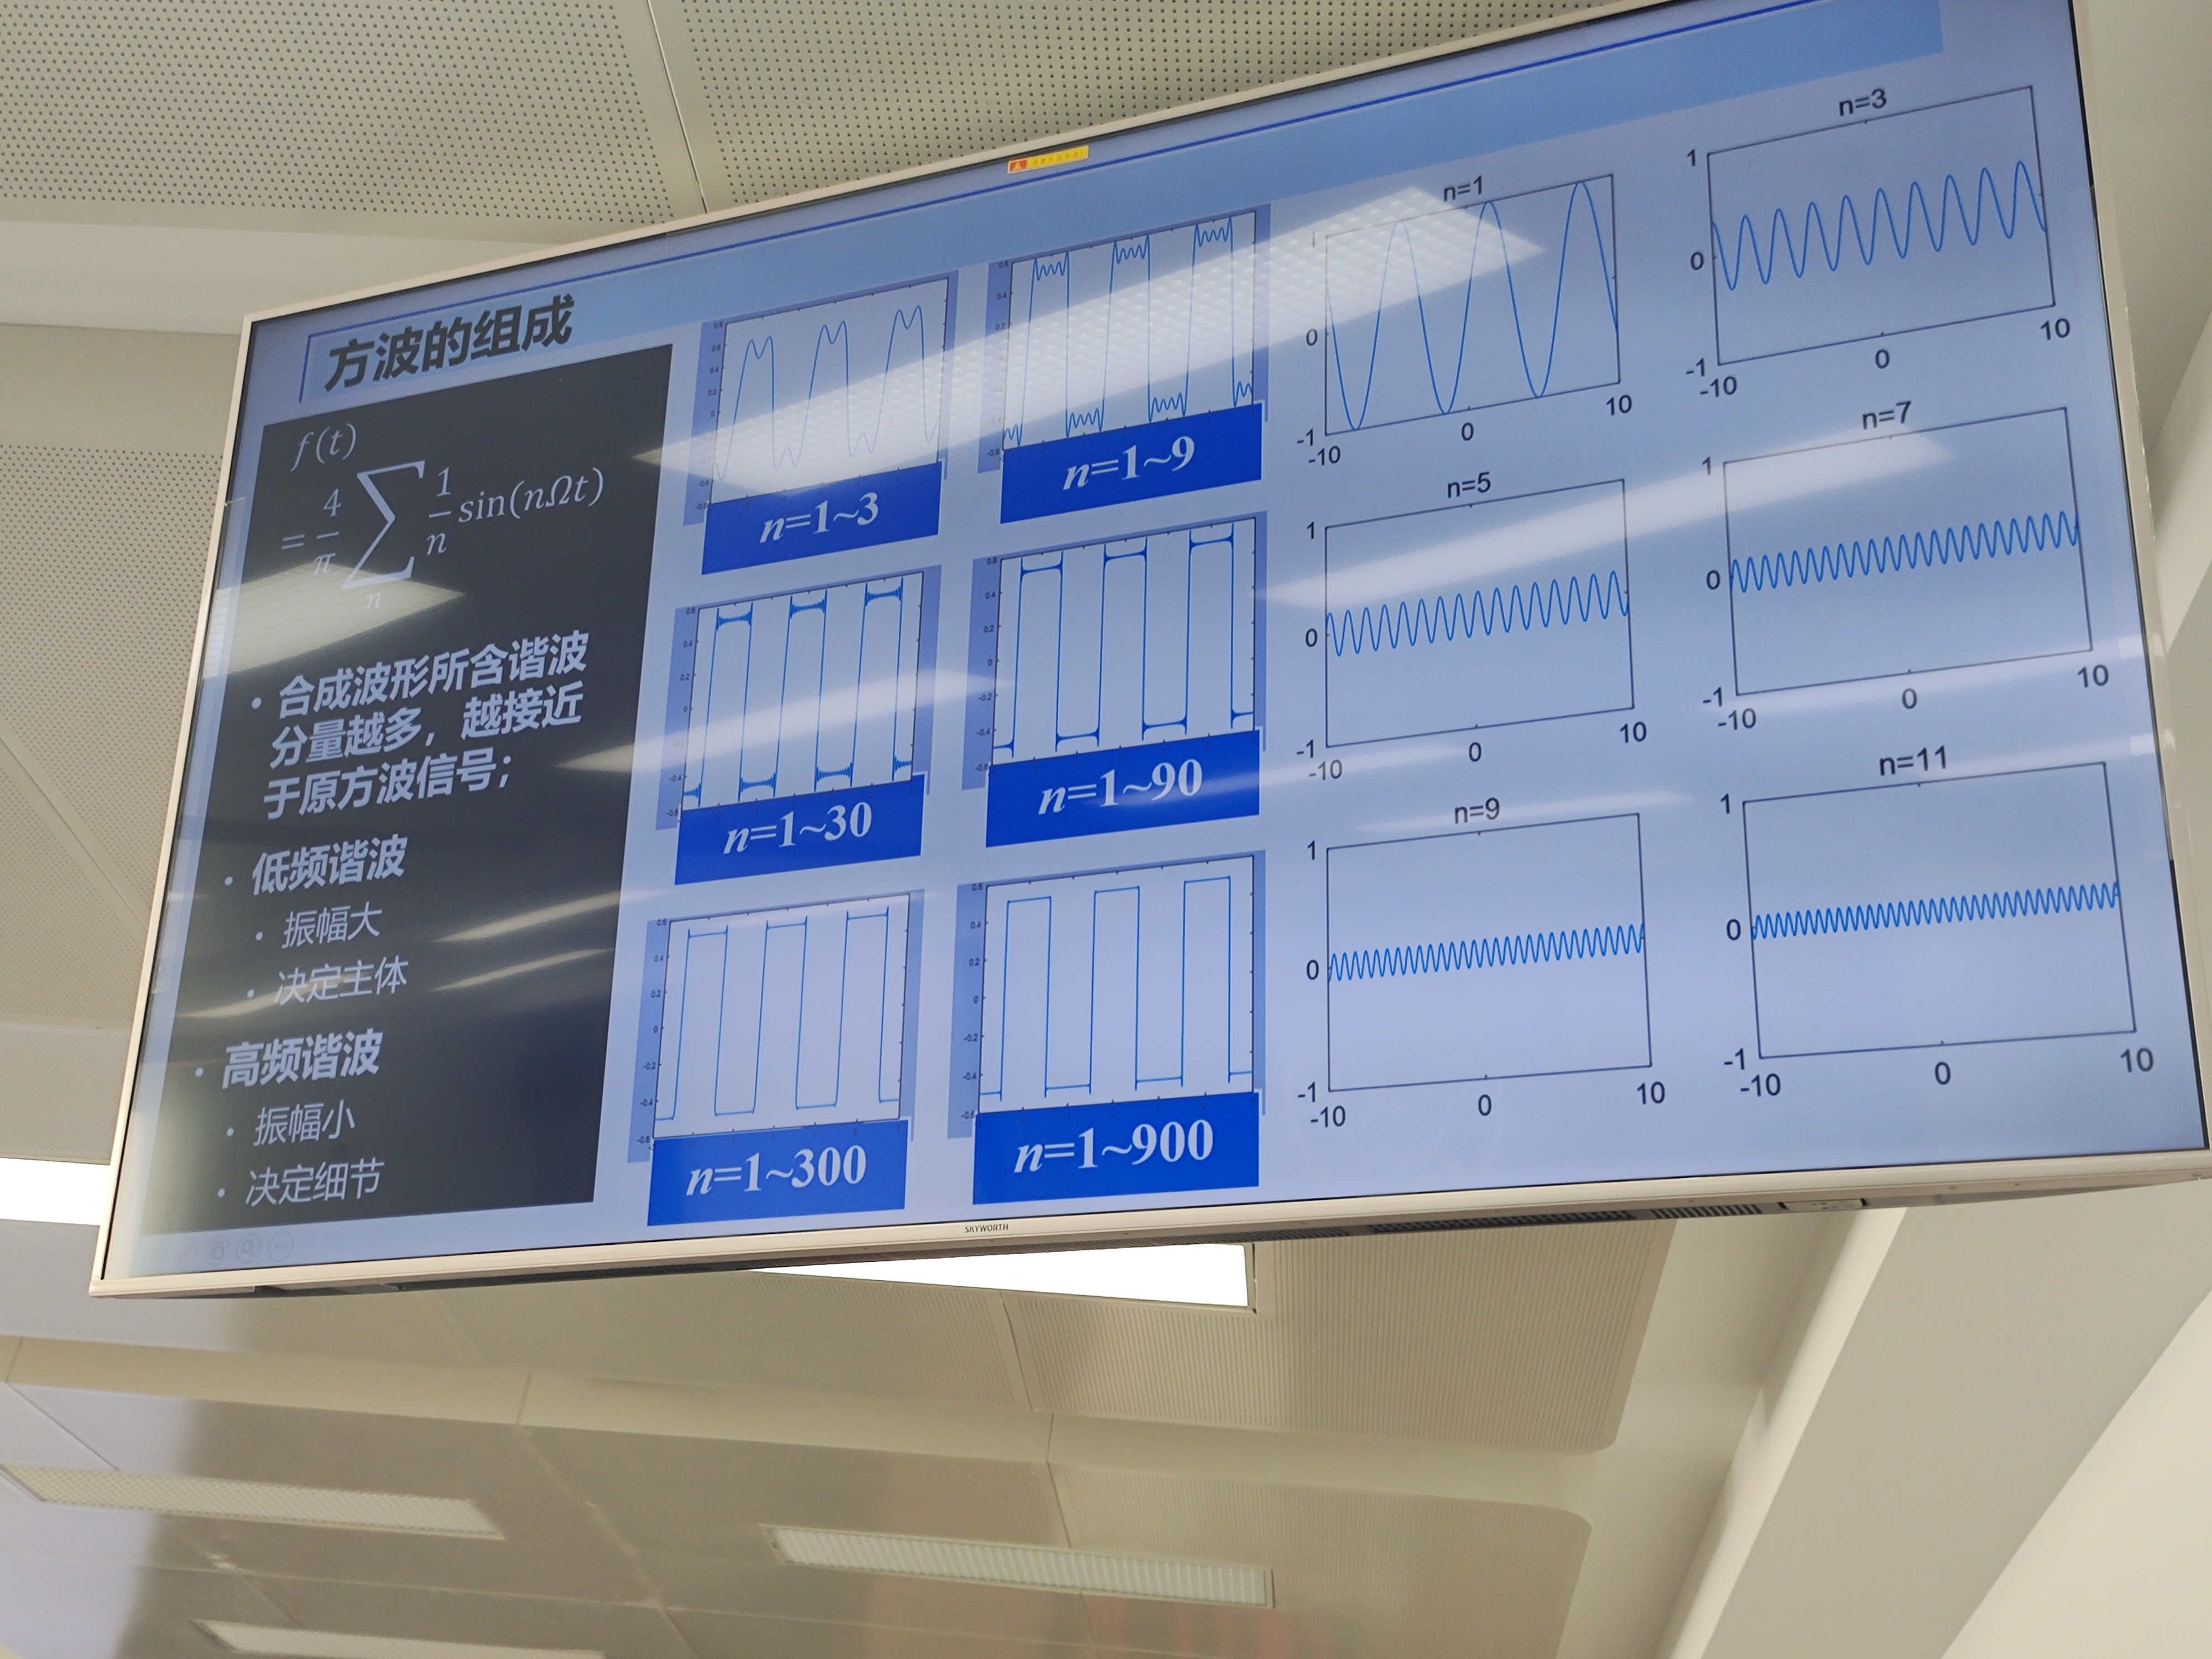 方波的组成
f(t)
= 4/π ∑ 1/n sin(nΩt)
n
• 合成波形所含谐波
分量越多，越接近
于原方波信号；
• 低频谐波
• 振幅大
• 决定主体
• 高频谐波
• 振幅小
• 决定细节
n=1~3
n=1~9
n=1~30
n=1~90
n=1~300
n=1~900
n=1
1
0
-1
-10
0
10
n=3
1
0
-1
-10
0
10
n=5
1
0
-1
-10
0
10
n=7
1
0
-1
-10
0
10
n=9
1
0
-1
-10
0
10
n=11
1
0
-1
-10
0
10
SKYWORTH